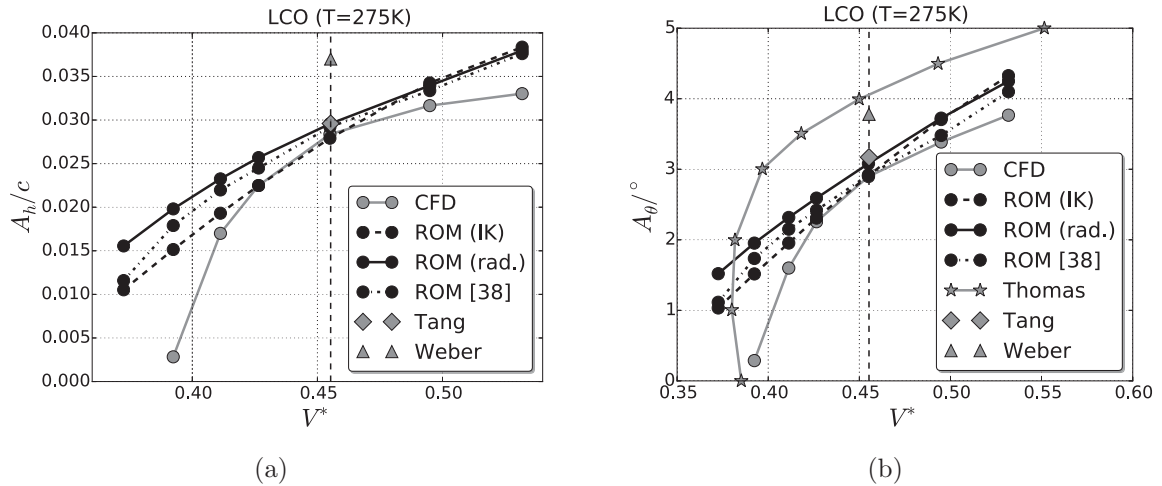 LCO (T=275K)
0.040
0.035
0.030
0.025
0.020
0.015
0.010
0.005
0.000
A_h/c
0.40
0.45
0.50
V*
CFD
ROM (IK)
ROM (rad.)
ROM [38]
Tang
Weber
(a)
LCO (T=275K)
5
4
3
2
1
0
A_θ/°
0.35
0.40
0.45
0.50
0.55
0.60
V*
CFD
ROM (IK)
ROM (rad.)
ROM [38]
Thomas
Tang
Weber
(b)